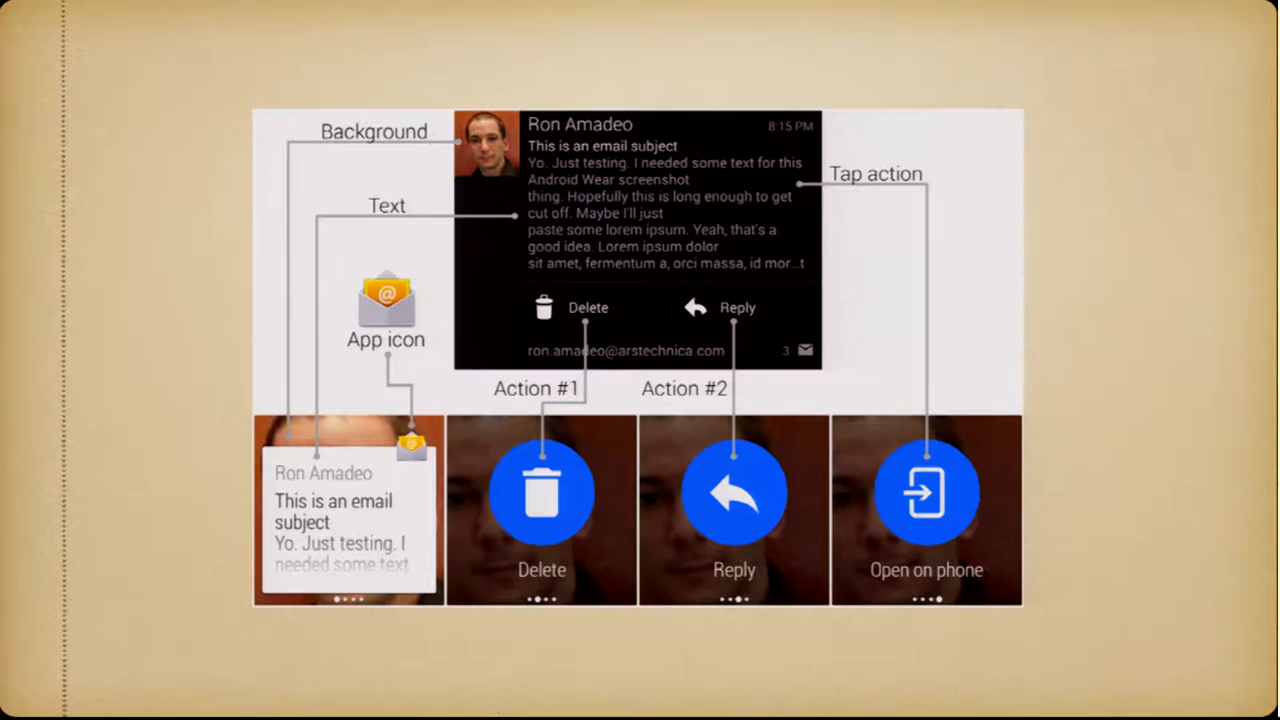 Background
Ron Amadeo
8:15 PM
This is an email subject
Yo. Just testing. I needed some text for this
Android Wear screenshot
thing. Hopefully this is long enough to get
cut off. Maybe I'll just
paste some lorem ipsum. Yeah, that's a
good idea. Lorem ipsum dolor
sit amet, fermentum a, orci massa, id mor...t
Tap action
Text
@
App icon
Delete
Reply
ron.amadeo@arstechnica.com
3
Action #1
Action #2
@
Ron Amadeo
This is an email
subject
Yo. Just testing. I
needed some text
Delete
Reply
Open on phone